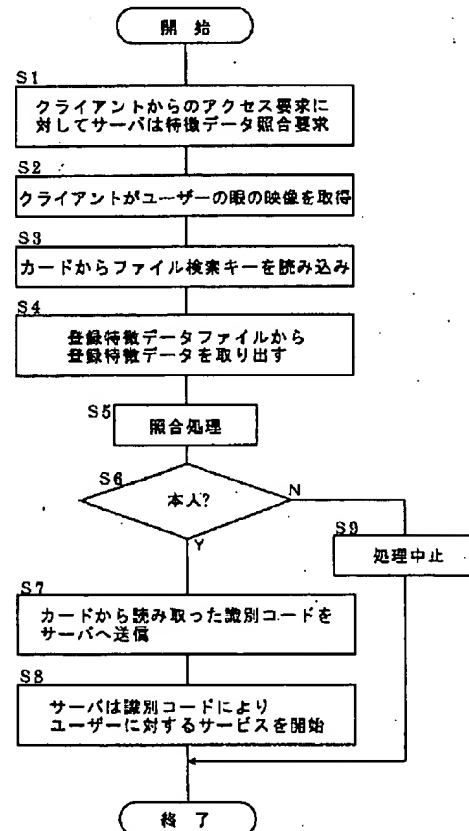 開 始
S1
クライアントからのアクセス要求に
対してサーバは特徴データ照合要求
S2
クライアントがユーザーの眼の映像を取得
S3
カードからファイル検索キーを読み込み
S4
登録特徴データファイルから
登録特徴データを取り出す
S5
照合処理
S6
本人?
N
Y
S9
処理中止
S7
カードから読み取った識別コードを
サーバへ送信
S8
サーバは識別コードにより
ユーザーに対するサービスを開始
終 了